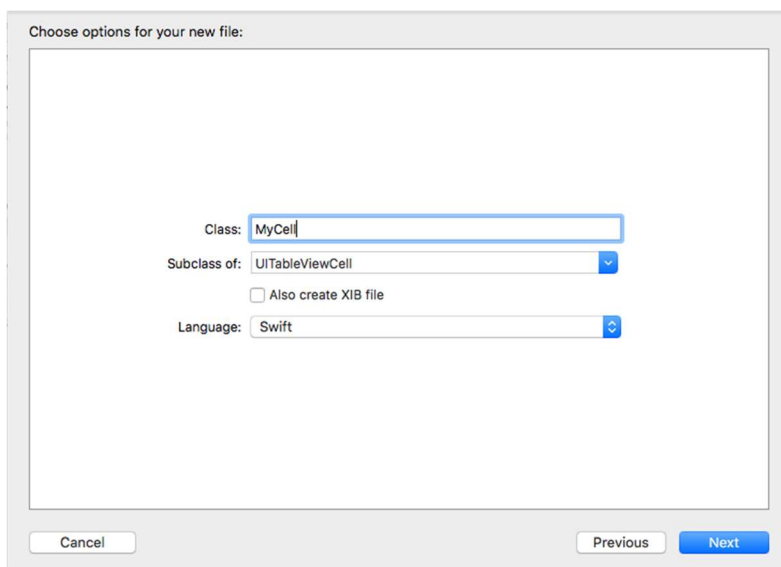 Choose options for your new file:
Class: MyCell
Subclass of: UITableViewCell
Also create XIB file
Language: Swift
Cancel Previous Next